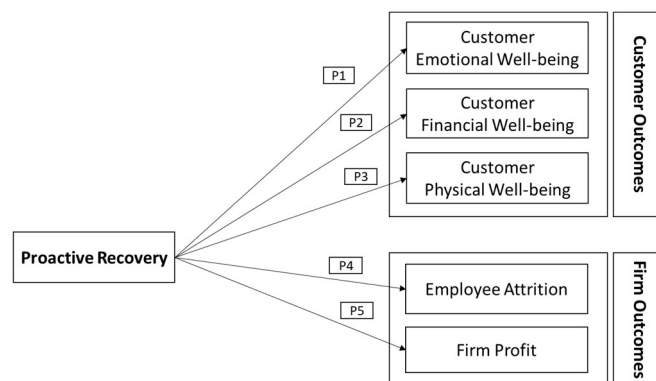 Customer
Emotional Well-being
P1
Customer
Financial Well-being
P2
Customer
Physical Well-being
P3
Customer Outcomes
Proactive Recovery
P4
Employee Attrition
P5
Firm Profit
Firm Outcomes